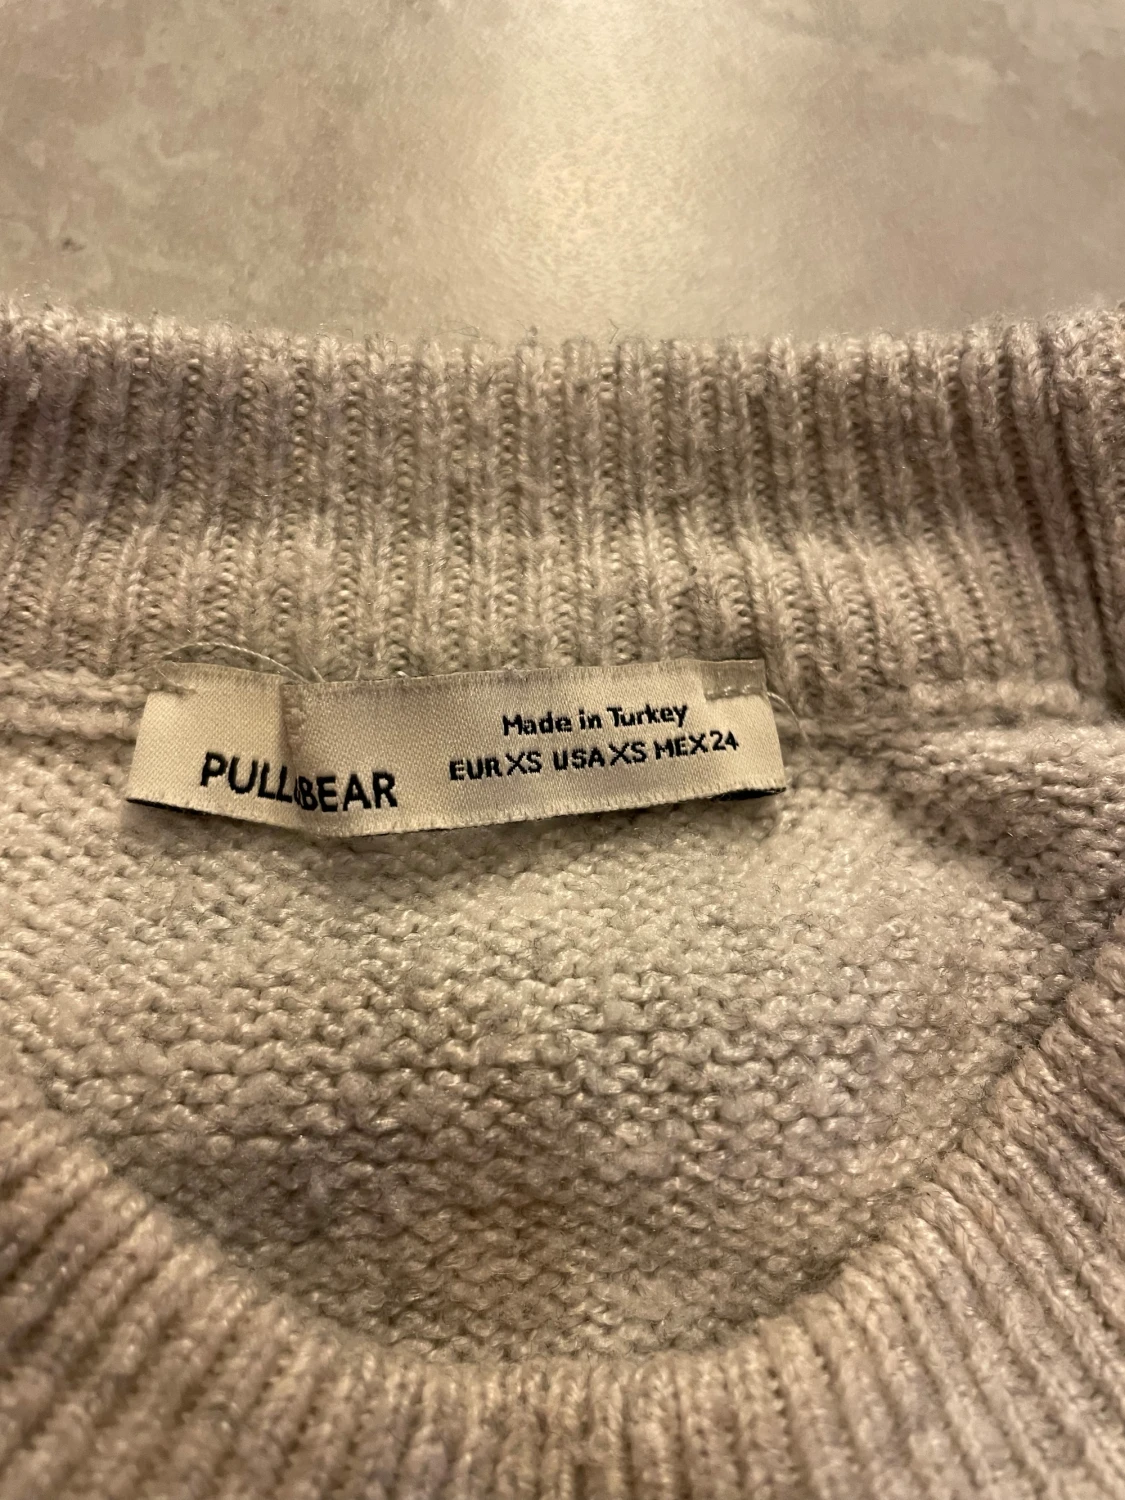 PULL&BEAR
Made in Turkey
EUR XS USA XS MEX 24